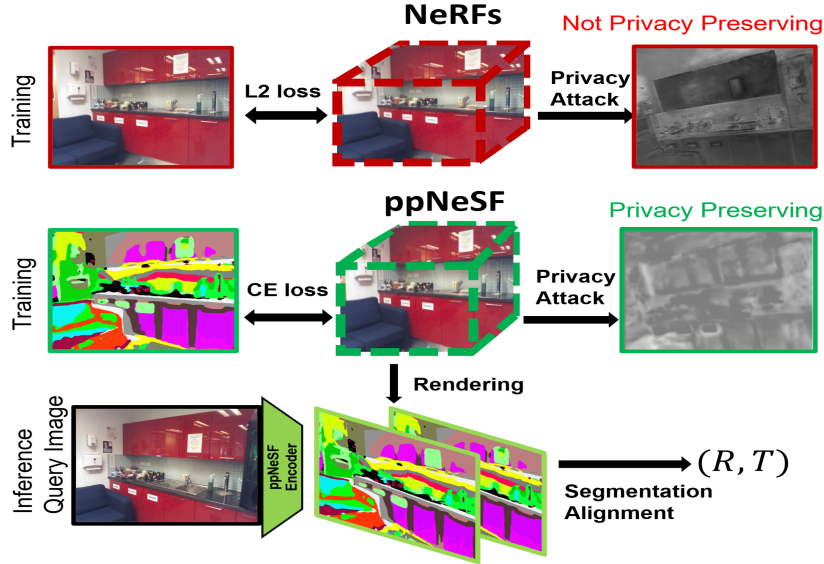 NeRFs
Not Privacy Preserving
Training
L2 loss
Privacy
Attack
ppNeSF
Privacy Preserving
Training
CE loss
Privacy
Attack
Rendering
Inference
Query Image
ppNeSF
Encoder
(R, T)
Segmentation
Alignment